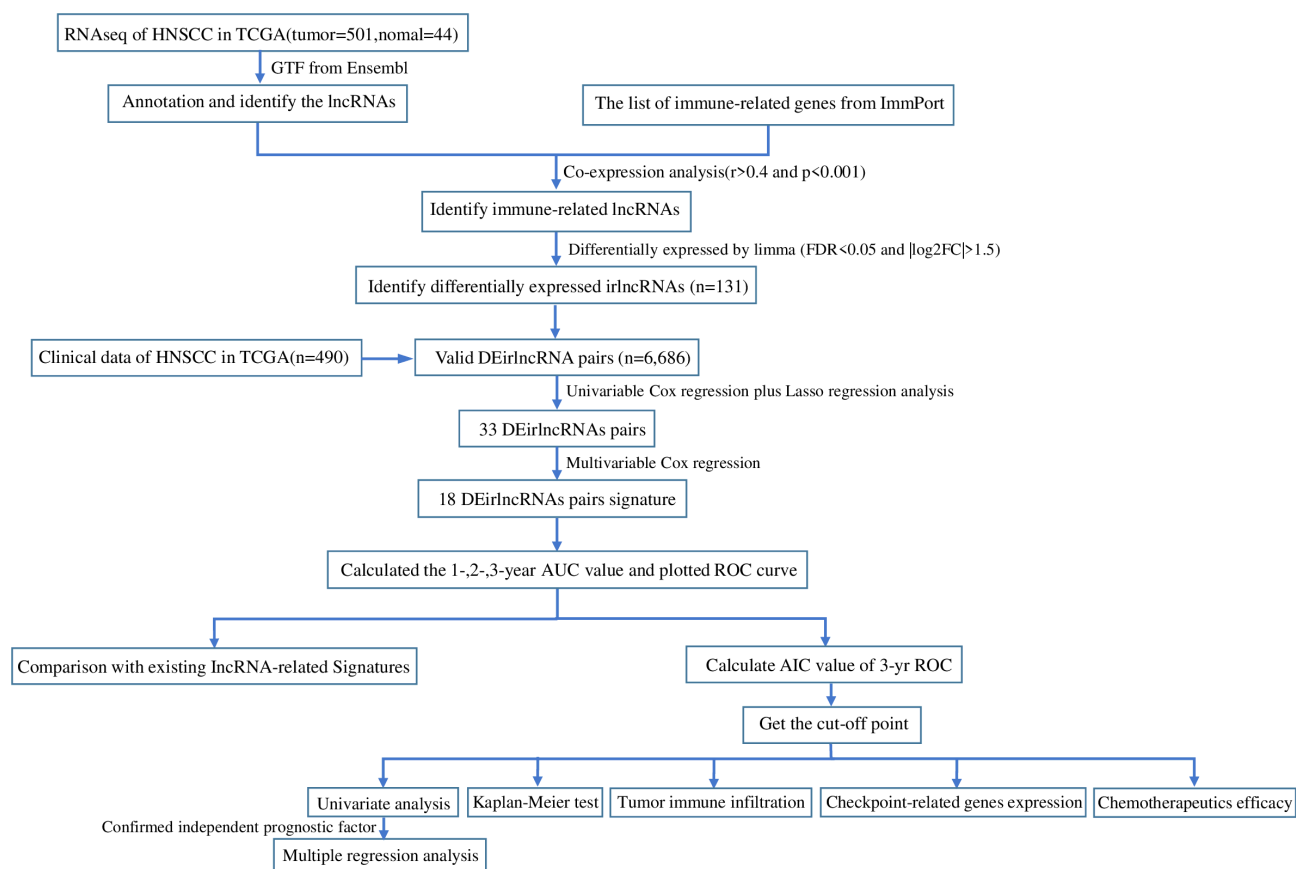 RNAseq of HNSCC in TCGA(tumor=501,nomal=44)
GTF from Ensembl
Annotation and identify the lncRNAs
The list of immune-related genes from ImmPort
Co-expression analysis(r>0.4 and p<0.001)
Identify immune-related lncRNAs
Differentially expressed by limma (FDR<0.05 and |log2FC|>1.5)
Identify differentially expressed irlncRNAs (n=131)
Clinical data of HNSCC in TCGA(n=490)
Valid DEirlncRNA pairs (n=6,686)
Univariable Cox regression plus Lasso regression analysis
33 DEirlncRNAs pairs
Multivariable Cox regression
18 DEirlncRNAs pairs signature
Calculated the 1-,2-,3-year AUC value and plotted ROC curve
Comparison with existing IncRNA-related Signatures
Calculate AIC value of 3-yr ROC
Get the cut-off point
Univariate analysis
Kaplan-Meier test
Tumor immune infiltration
Checkpoint-related genes expression
Chemotherapeutics efficacy
Confirmed independent prognostic factor
Multiple regression analysis